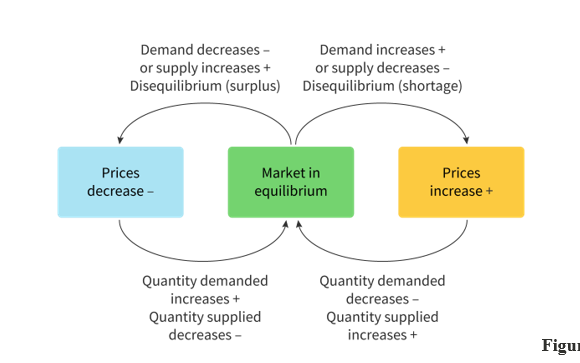 Demand decreases –
or supply increases +
Disequilibrium (surplus)
Demand increases +
or supply decreases –
Disequilibrium (shortage)
Prices
decrease –
Market in
equilibrium
Prices
increase +
Quantity demanded
increases +
Quantity supplied
decreases –
Quantity demanded
decreases –
Quantity supplied
increases +